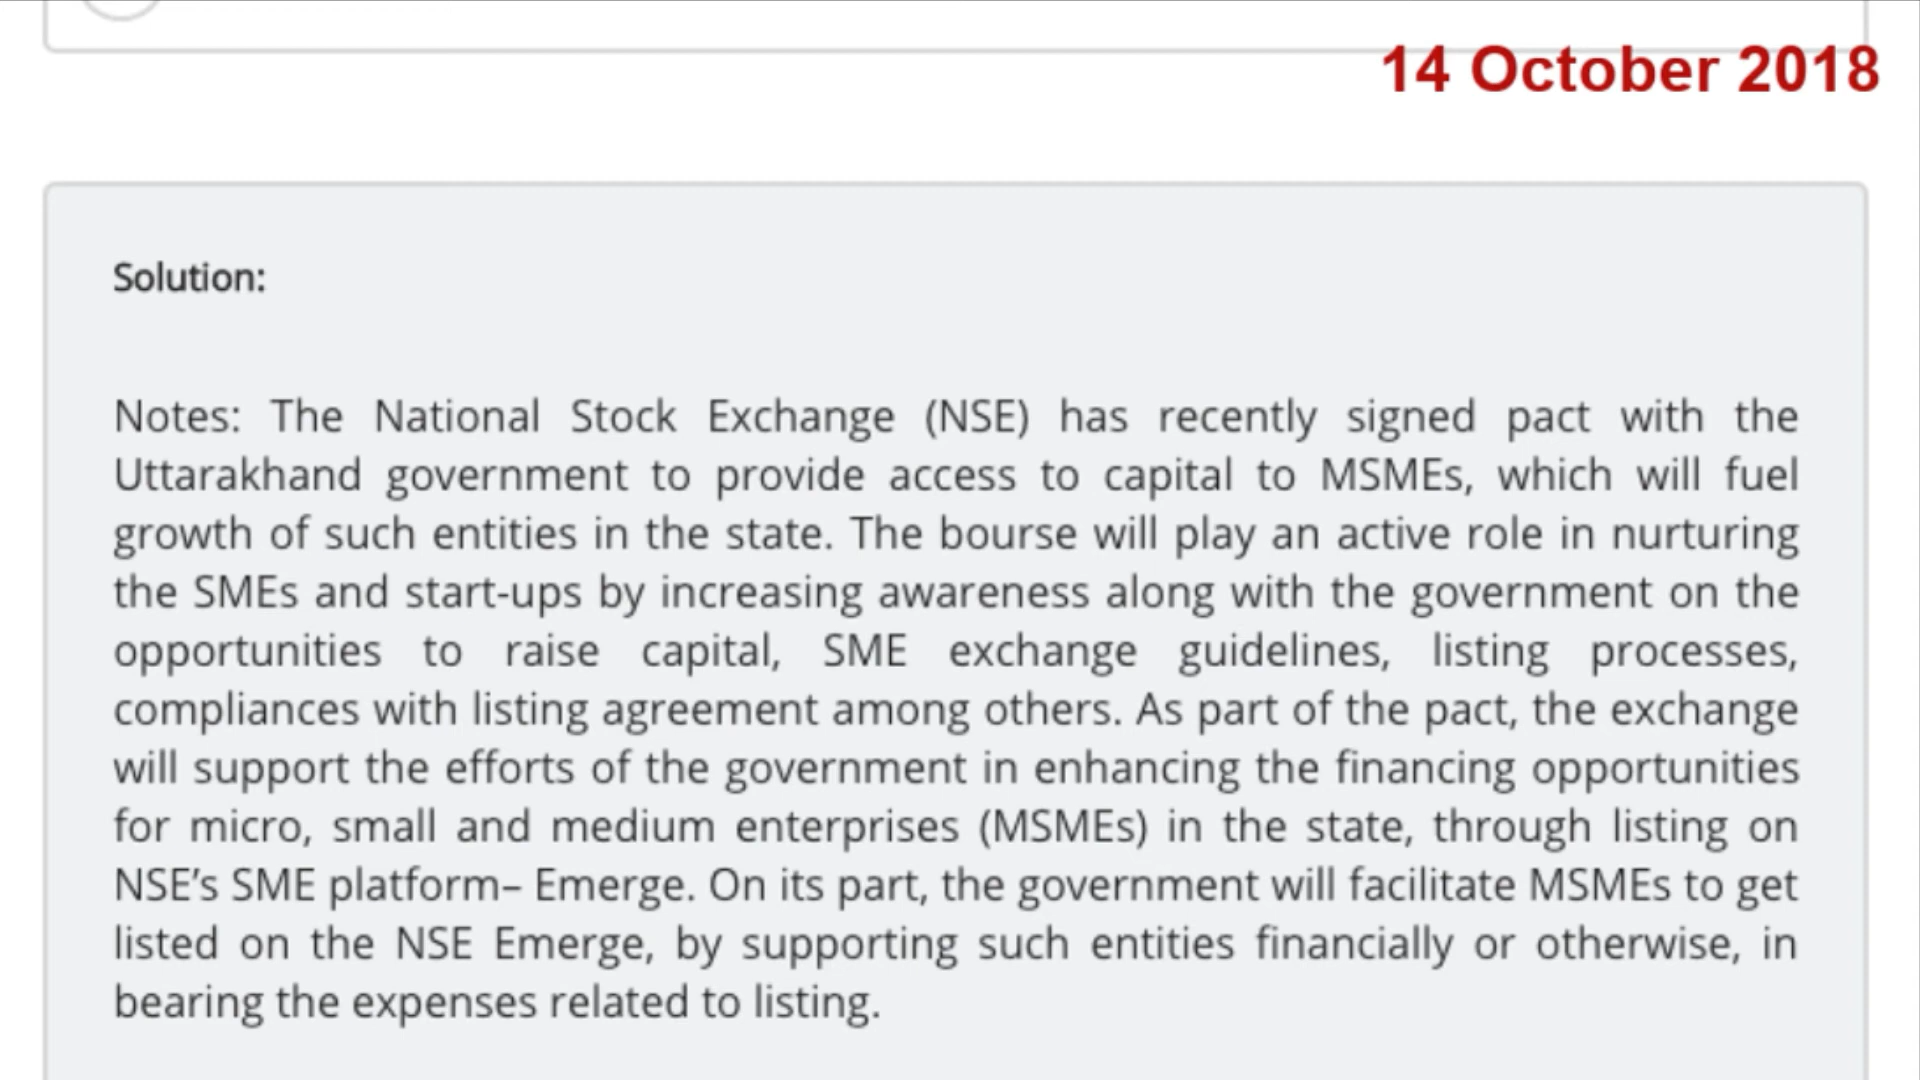 14 October 2018
Solution:
Notes: The National Stock Exchange (NSE) has recently signed pact with the
Uttarakhand government to provide access to capital to MSMEs, which will fuel
growth of such entities in the state. The bourse will play an active role in nurturing
the SMEs and start-ups by increasing awareness along with the government on the
opportunities to raise capital, SME exchange guidelines, listing processes,
compliances with listing agreement among others. As part of the pact, the exchange
will support the efforts of the government in enhancing the financing opportunities
for micro, small and medium enterprises (MSMEs) in the state, through listing on
NSE’s SME platform– Emerge. On its part, the government will facilitate MSMEs to get
listed on the NSE Emerge, by supporting such entities financially or otherwise, in
bearing the expenses related to listing.